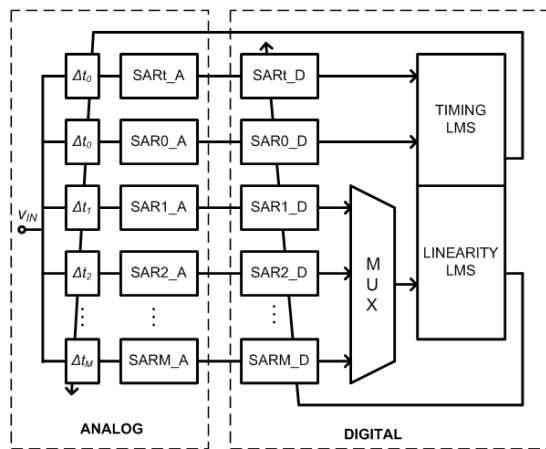 Δt0 SARt_A SARt_D
TIMING
LMS
Δt0 SAR0_A SAR0_D
Δt1 SAR1_A SAR1_D
vIN
LINEARITY
LMS
Δt2 SAR2_A SAR2_D
M
U
X
ΔtM SARM_A SARM_D
ANALOG
DIGITAL